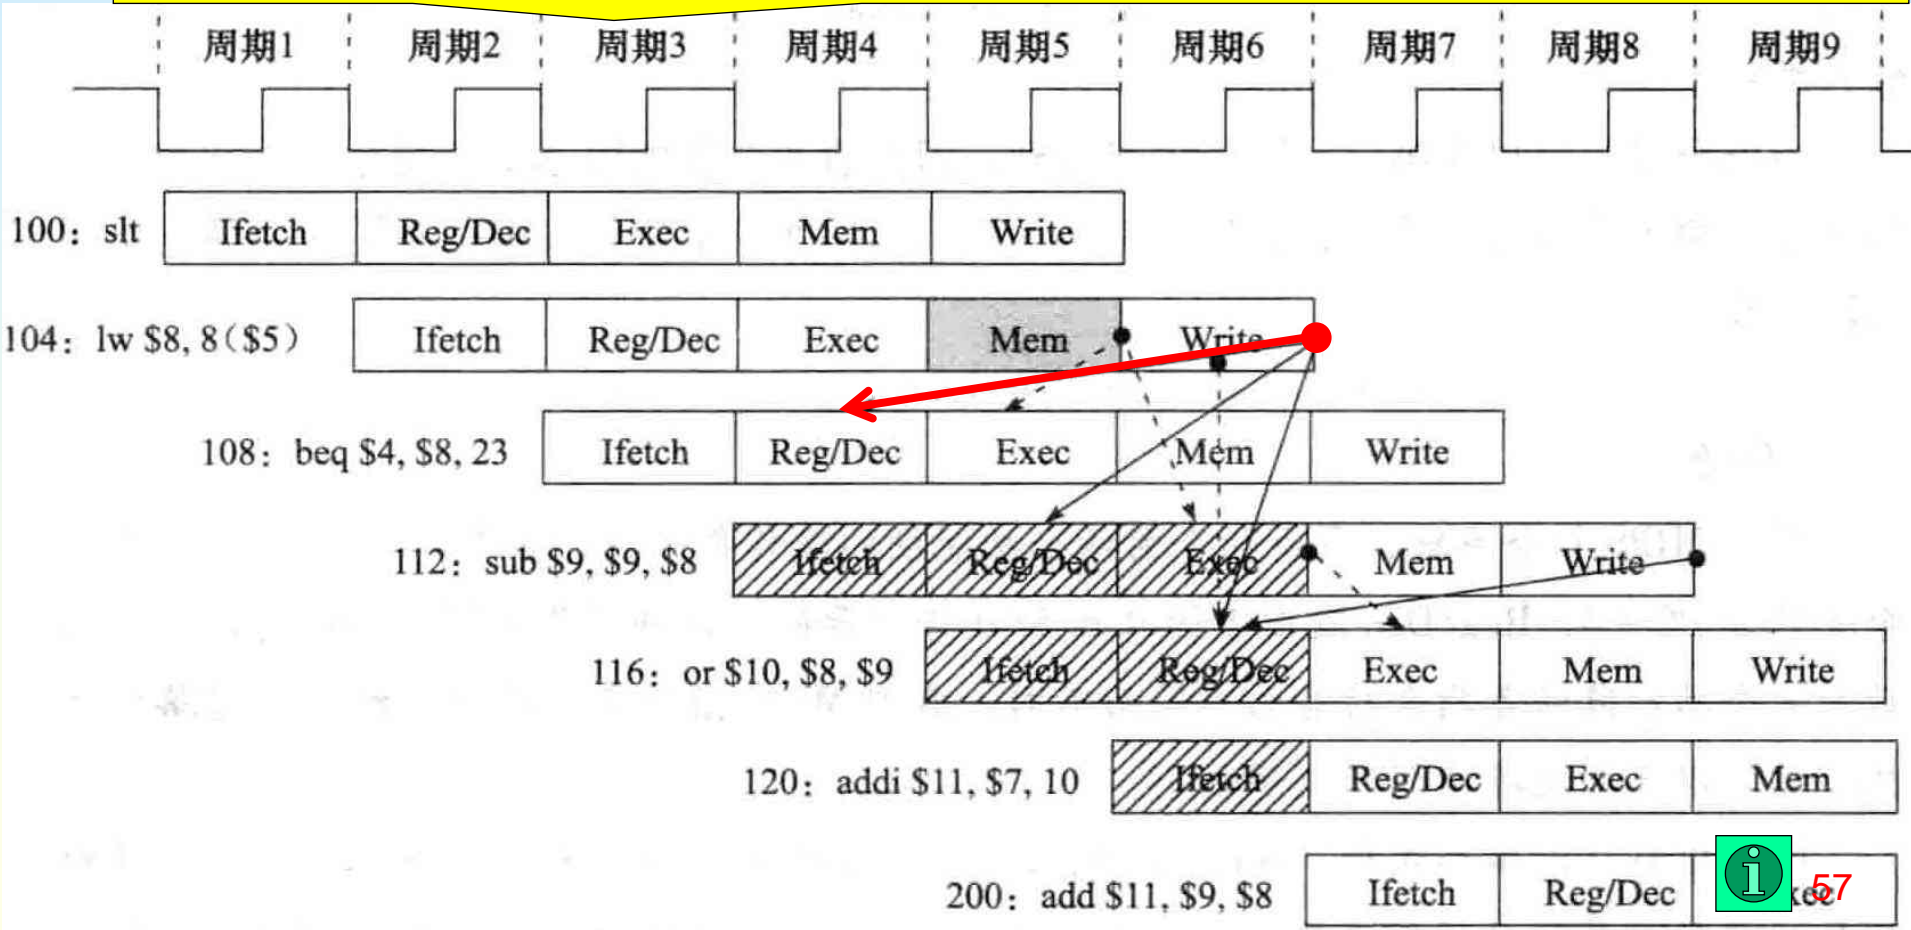 周期1 周期2 周期3 周期4 周期5 周期6 周期7 周期8 周期9
100：slt Ifetch Reg/Dec Exec Mem Write
104：lw $8, 8($5) Ifetch Reg/Dec Exec Mem Write
108：beq $4, $8, 23 Ifetch Reg/Dec Exec Mem Write
112：sub $9, $9, $8 Ifetch Reg/Dec Exec Mem Write
116：or $10, $8, $9 Ifetch Reg/Dec Exec Mem Write
120：addi $11, $7, 10 Ifetch Reg/Dec Exec Mem
200：add $11, $9, $8 Ifetch Reg/Dec
57